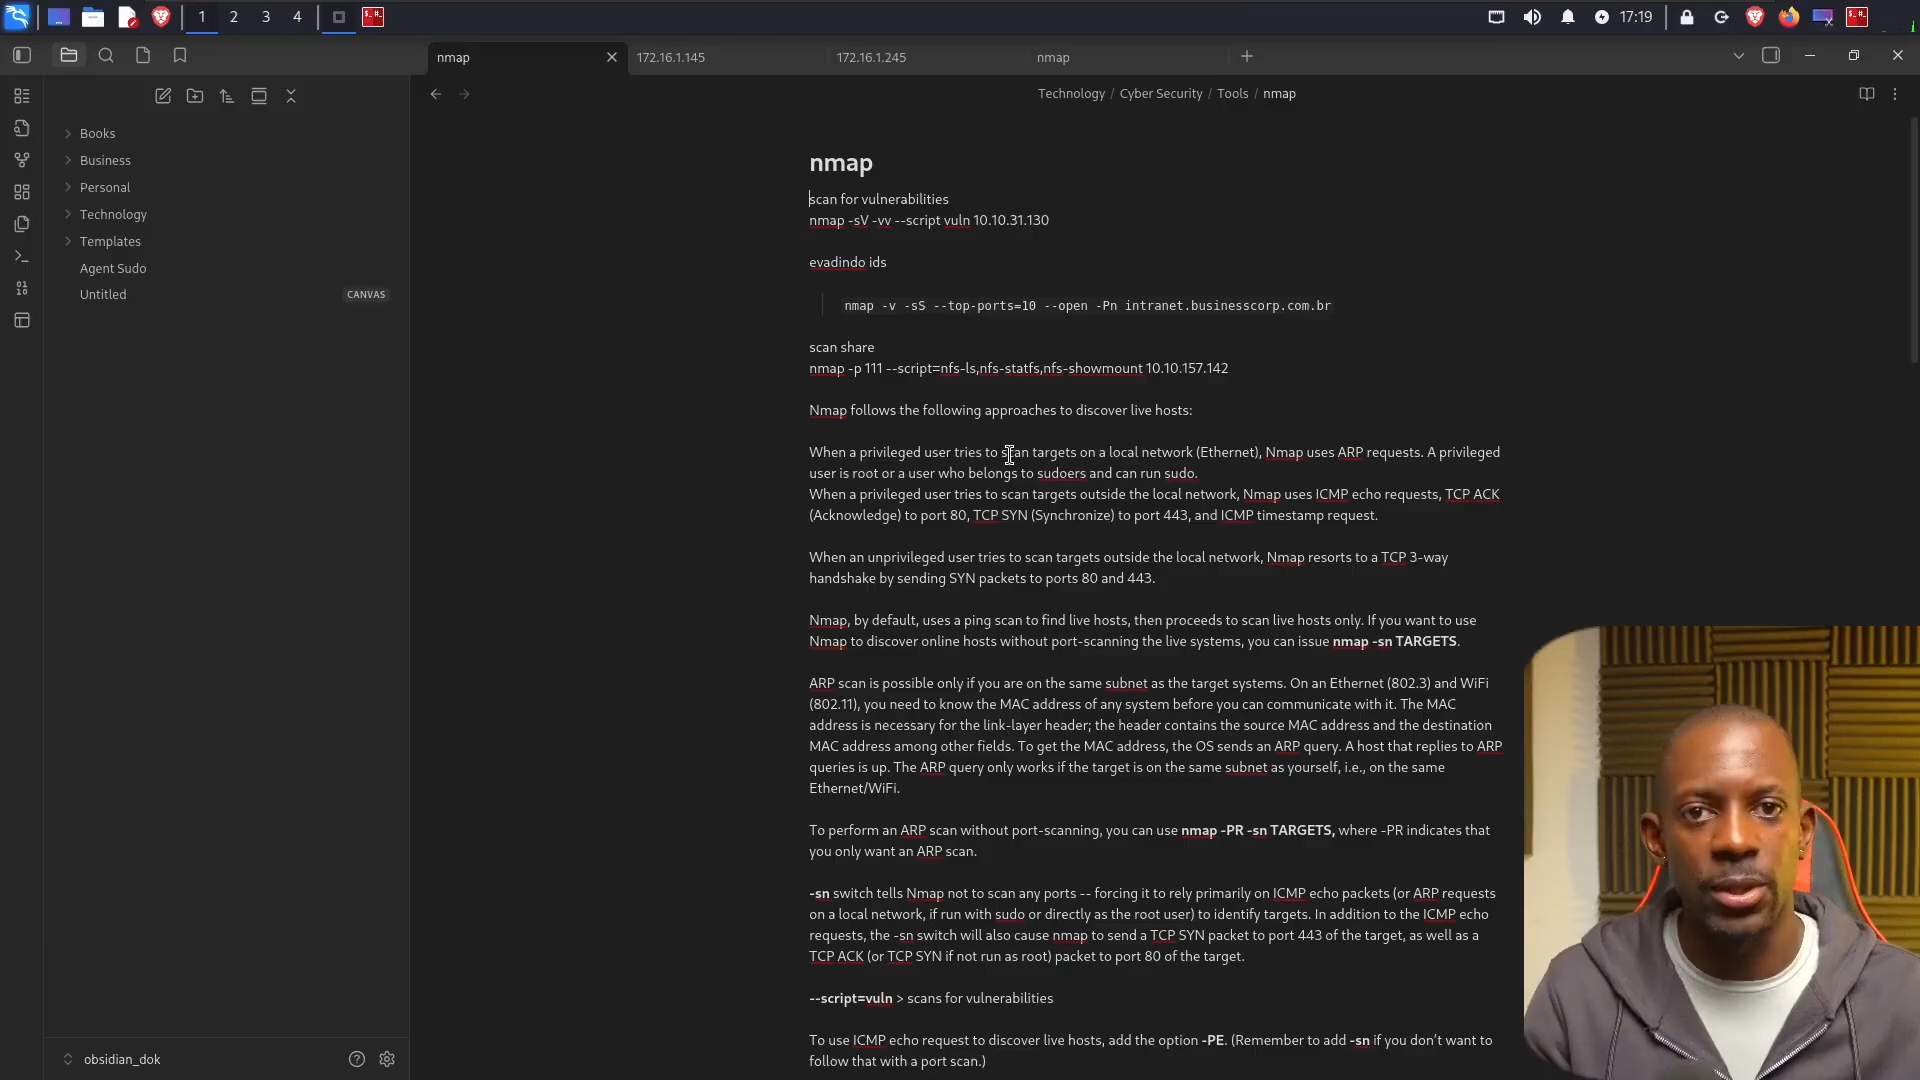 1 2 3 4
17:19
nmap
172.16.1.145
172.16.1.245
nmap
Technology / Cyber Security / Tools / nmap
Books
Business
Personal
Technology
Templates
Agent Sudo
Untitled
CANVAS
obsidian_dok
nmap
scan for vulnerabilities
nmap -sV -vv --script vuln 10.10.31.130
evadindo ids
nmap -v -sS --top-ports=10 --open -Pn intranet.businesscorp.com.br
scan share
nmap -p 111 --script=nfs-ls,nfs-statfs,nfs-showmount 10.10.157.142
Nmap follows the following approaches to discover live hosts:
When a privileged user tries to scan targets on a local network (Ethernet), Nmap uses ARP requests. A privileged
user is root or a user who belongs to sudoers and can run sudo.
When a privileged user tries to scan targets outside the local network, Nmap uses ICMP echo requests, TCP ACK
(Acknowledge) to port 80, TCP SYN (Synchronize) to port 443, and ICMP timestamp request.
When an unprivileged user tries to scan targets outside the local network, Nmap resorts to a TCP 3-way
handshake by sending SYN packets to ports 80 and 443.
Nmap, by default, uses a ping scan to find live hosts, then proceeds to scan live hosts only. If you want to use
Nmap to discover online hosts without port-scanning the live systems, you can issue nmap -sn TARGETS.
ARP scan is possible only if you are on the same subnet as the target systems. On an Ethernet (802.3) and WiFi
(802.11), you need to know the MAC address of any system before you can communicate with it. The MAC
address is necessary for the link-layer header; the header contains the source MAC address and the destination
MAC address among other fields. To get the MAC address, the OS sends an ARP query. A host that replies to ARP
queries is up. The ARP query only works if the target is on the same subnet as yourself, i.e., on the same
Ethernet/WiFi.
To perform an ARP scan without port-scanning, you can use nmap -PR -sn TARGETS, where -PR indicates that
you only want an ARP scan.
-sn switch tells Nmap not to scan any ports -- forcing it to rely primarily on ICMP echo packets (or ARP requests
on a local network, if run with sudo or directly as the root user) to identify targets. In addition to the ICMP echo
requests, the -sn switch will also cause nmap to send a TCP SYN packet to port 443 of the target, as well as a
TCP ACK (or TCP SYN if not run as root) packet to port 80 of the target.
--script=vuln > scans for vulnerabilities
To use ICMP echo request to discover live hosts, add the option -PE. (Remember to add -sn if you don't want to
follow that with a port scan.)